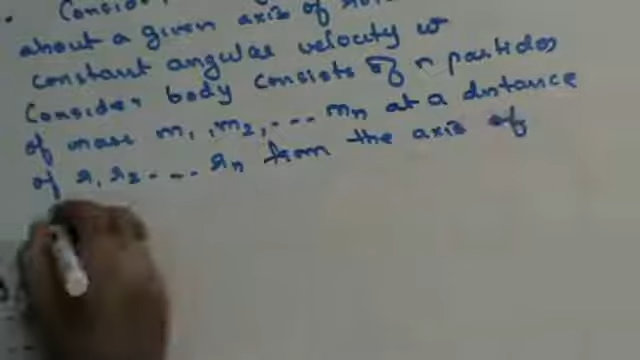 Consider
about a given axis of
constant angular velocity w
Consider body consists of n particles
of mass m1, m2, ... mn at a distance
of r1, r2 .... rn from the axis of